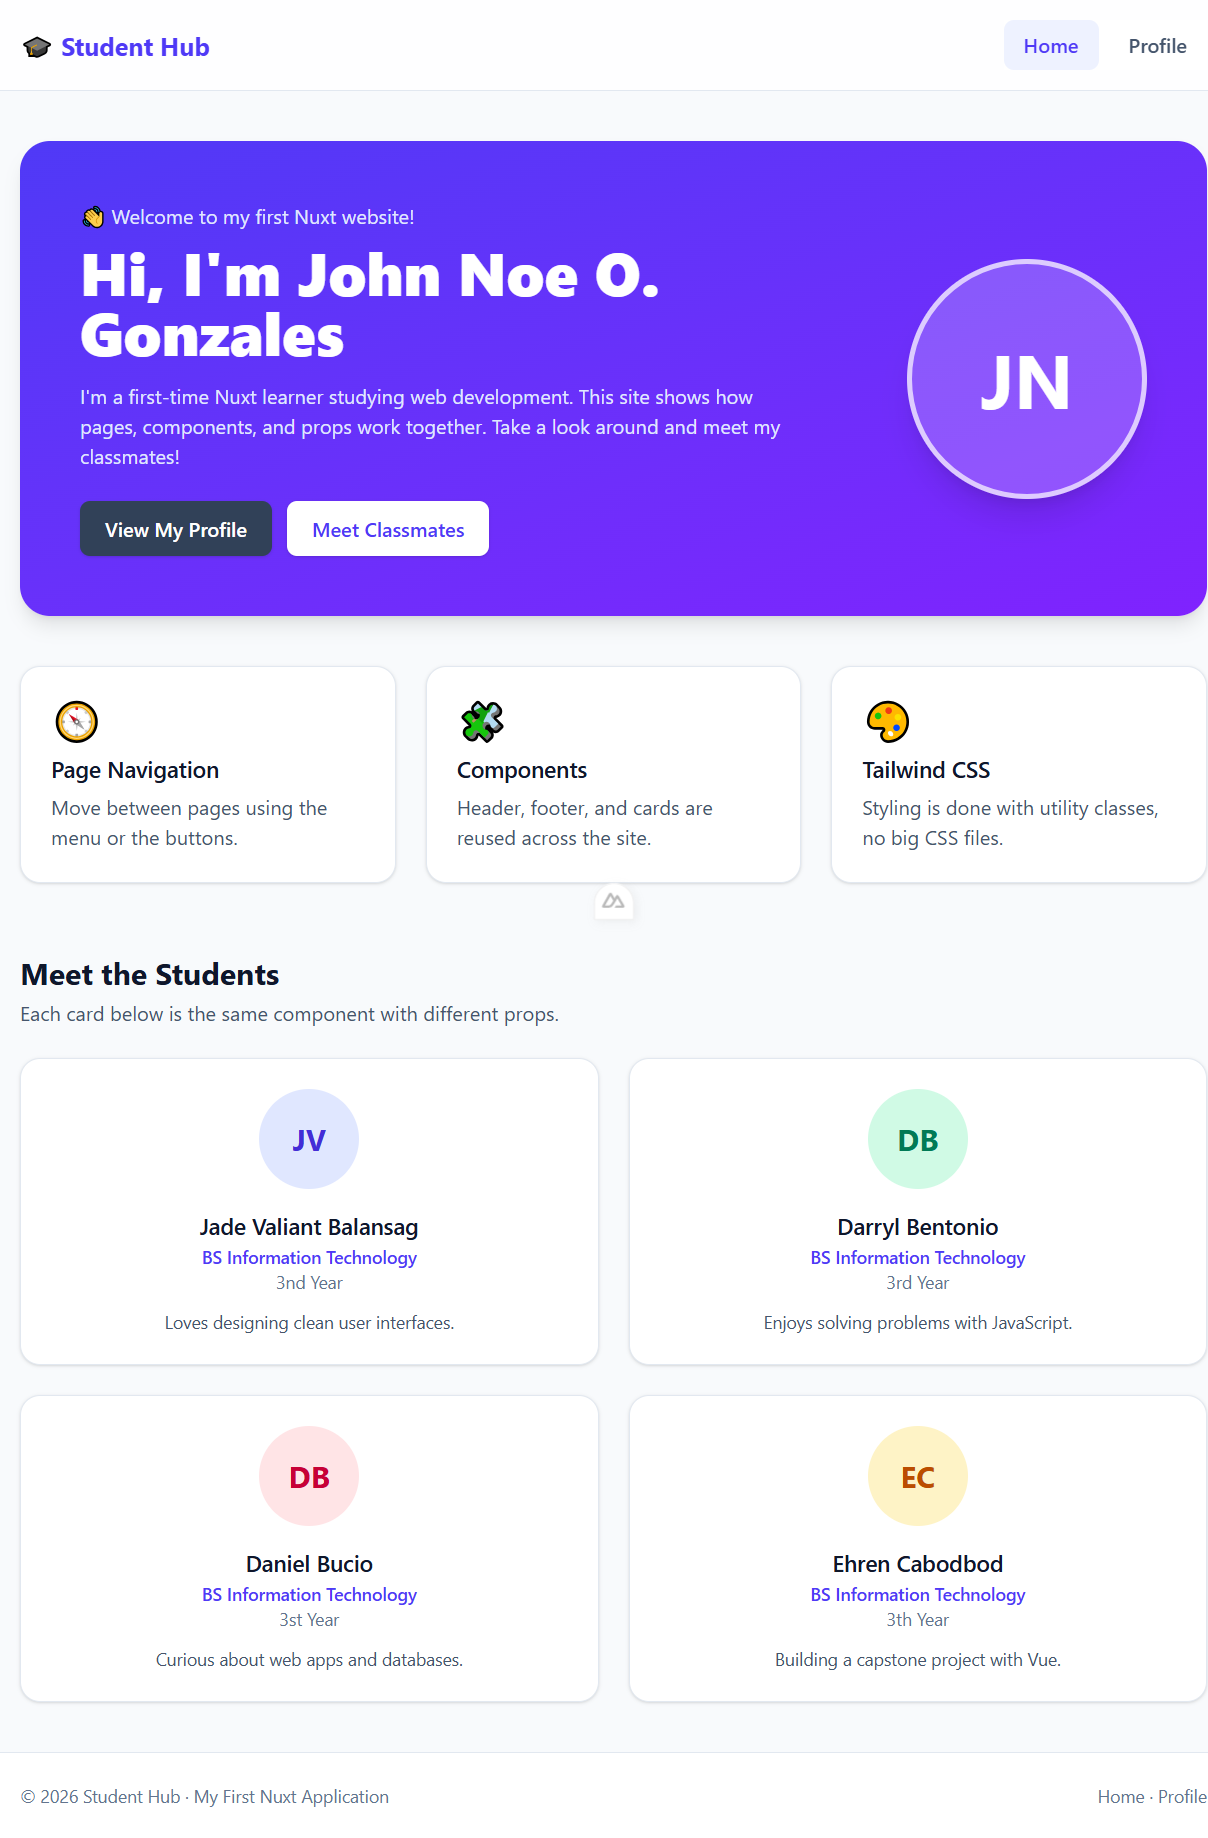 🎓 Student Hub
Home
Profile
👋 Welcome to my first Nuxt website!
Hi, I'm John Noe O.
Gonzales
I'm a first-time Nuxt learner studying web development. This site shows how
pages, components, and props work together. Take a look around and meet my
classmates!
View My Profile
Meet Classmates
JN
Page Navigation
Move between pages using the
menu or the buttons.
Components
Header, footer, and cards are
reused across the site.
Tailwind CSS
Styling is done with utility classes,
no big CSS files.
Meet the Students
Each card below is the same component with different props.
JV
Jade Valiant Balansag
BS Information Technology
3nd Year
Loves designing clean user interfaces.
DB
Darryl Bentonio
BS Information Technology
3rd Year
Enjoys solving problems with JavaScript.
DB
Daniel Bucio
BS Information Technology
3st Year
Curious about web apps and databases.
EC
Ehren Cabodbod
BS Information Technology
3th Year
Building a capstone project with Vue.
© 2026 Student Hub · My First Nuxt Application
Home · Profile